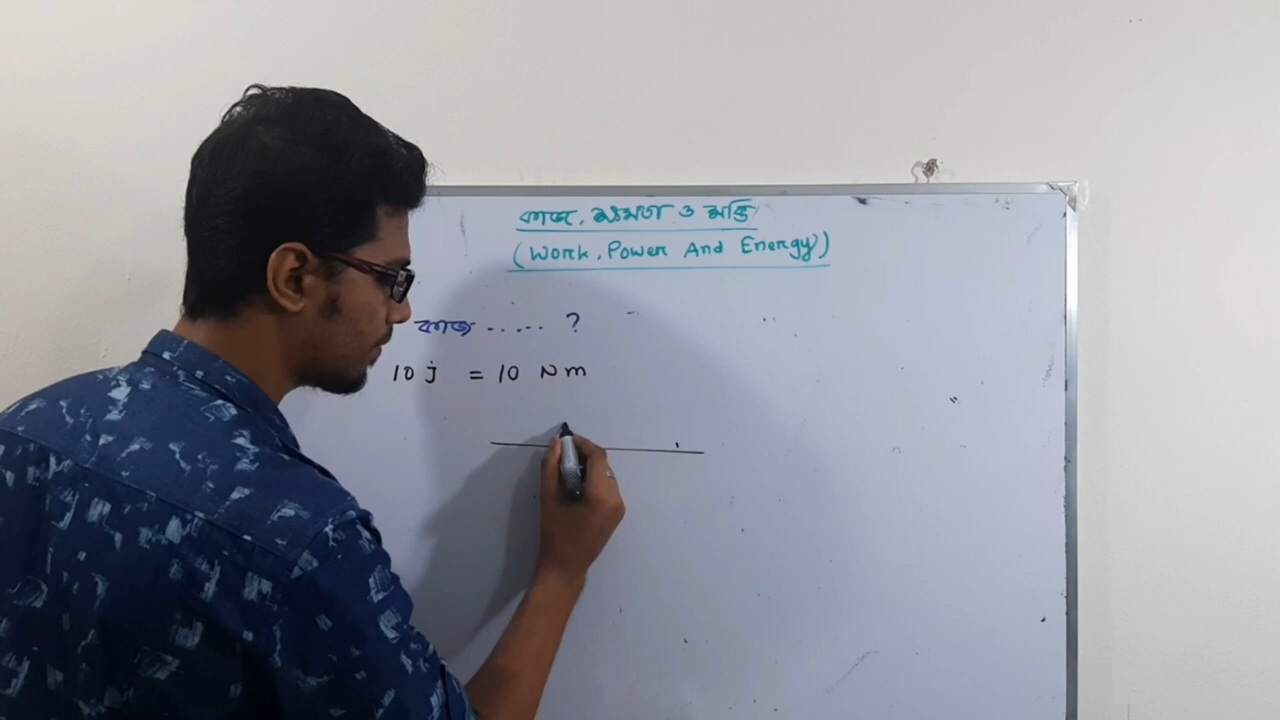 কাজ, ক্ষমতা ও শক্তি
(Work, Power And Energy)
কাজ ..... ?
10 j = 10 Nm